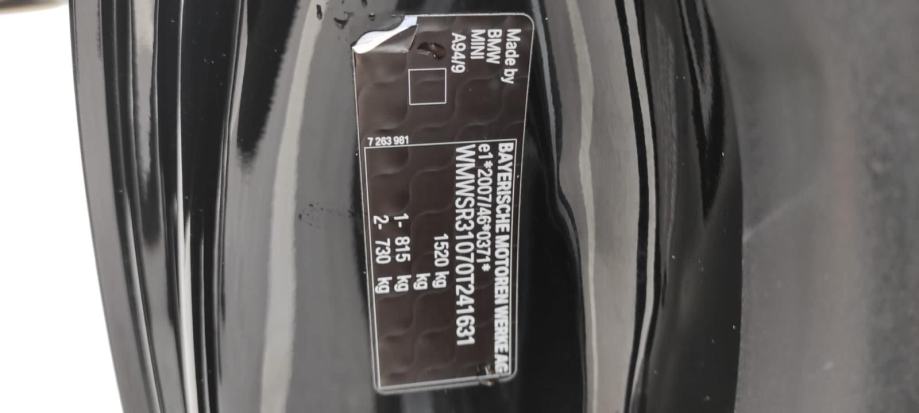 Made by
BMW
MINI
A94/9
7 263 981
BAYERISCHE MOTOREN WERKE AG
e1*2007/46*0371*
WMWSR31070T241631
1520 kg
kg
1- 815 kg
2- 730 kg